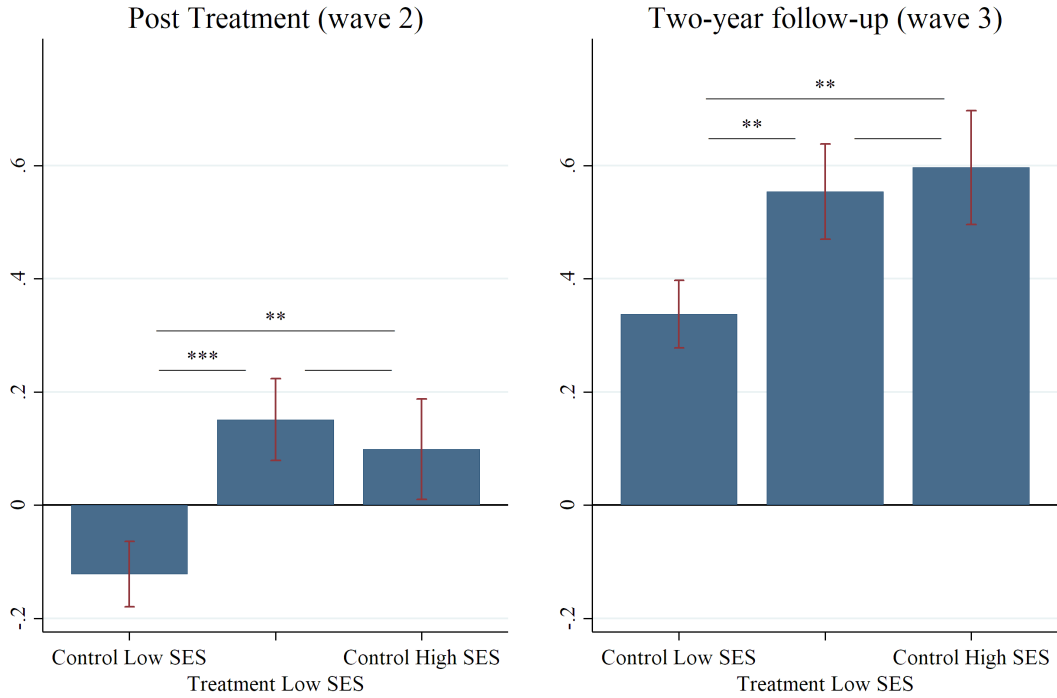 Post Treatment (wave 2)
.6
.4
.2
0
-.2
**
***
Control Low SES
Treatment Low SES
Control High SES
Two-year follow-up (wave 3)
.6
.4
.2
0
-.2
**
**
Control Low SES
Treatment Low SES
Control High SES